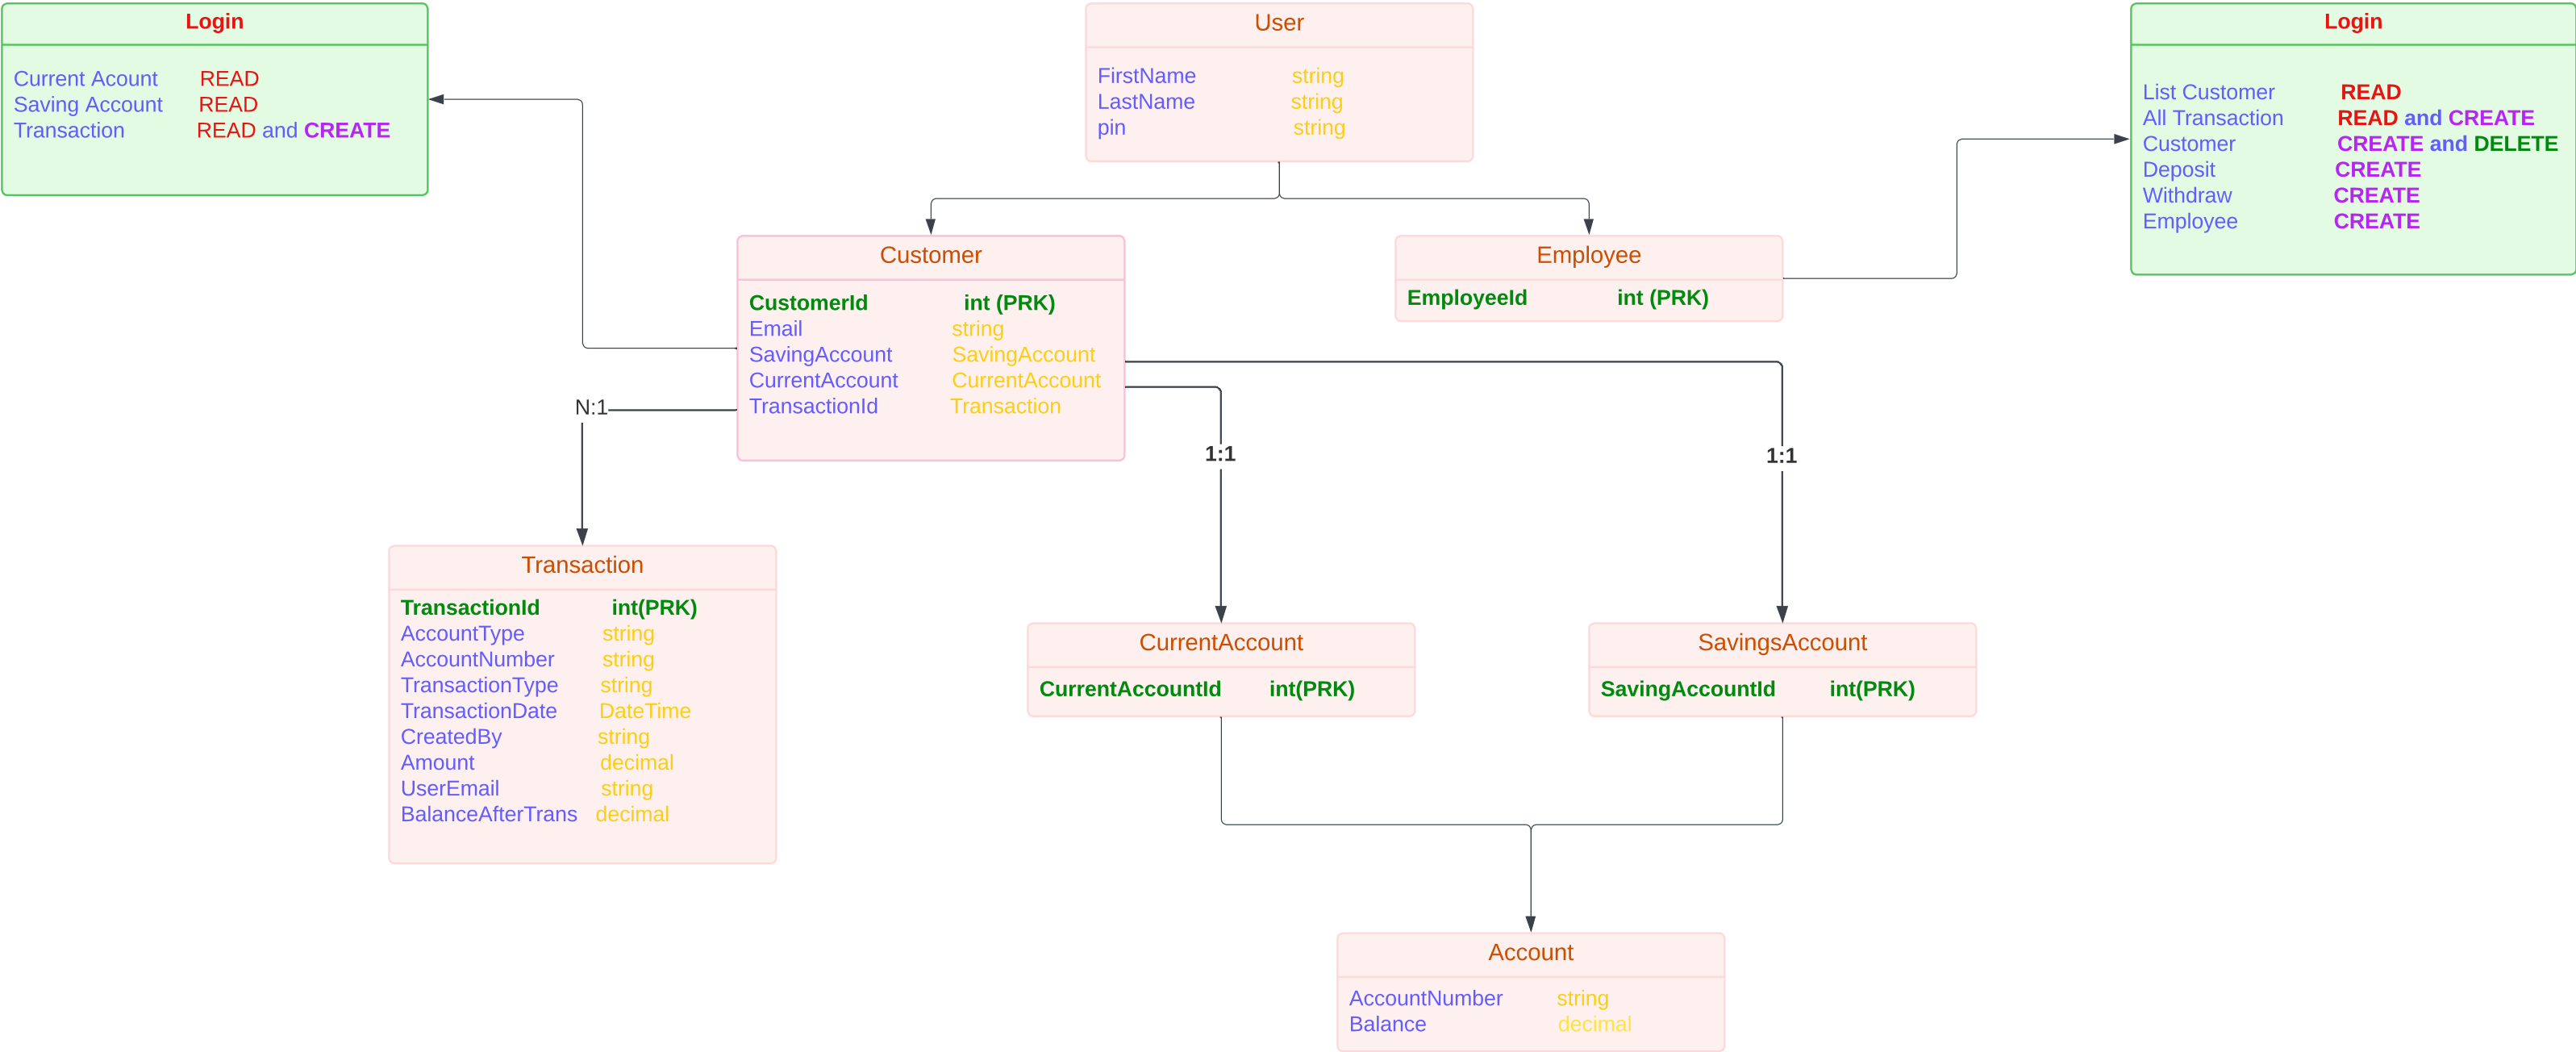 Login
Current Acount READ
Saving Account READ
Transaction READ and CREATE
User
FirstName string
LastName string
pin string
Login
List Customer READ
All Transaction READ and CREATE
Customer CREATE and DELETE
Deposit CREATE
Withdraw CREATE
Employee CREATE
Customer
CustomerId int (PRK)
Email string
SavingAccount SavingAccount
CurrentAccount CurrentAccount
TransactionId Transaction
Employee
EmployeeId int (PRK)
N:1
1:1
1:1
Transaction
TransactionId int(PRK)
AccountType string
AccountNumber string
TransactionType string
TransactionDate DateTime
CreatedBy string
Amount decimal
UserEmail string
BalanceAfterTrans decimal
CurrentAccount
CurrentAccountId int(PRK)
SavingsAccount
SavingAccountId int(PRK)
Account
AccountNumber string
Balance decimal